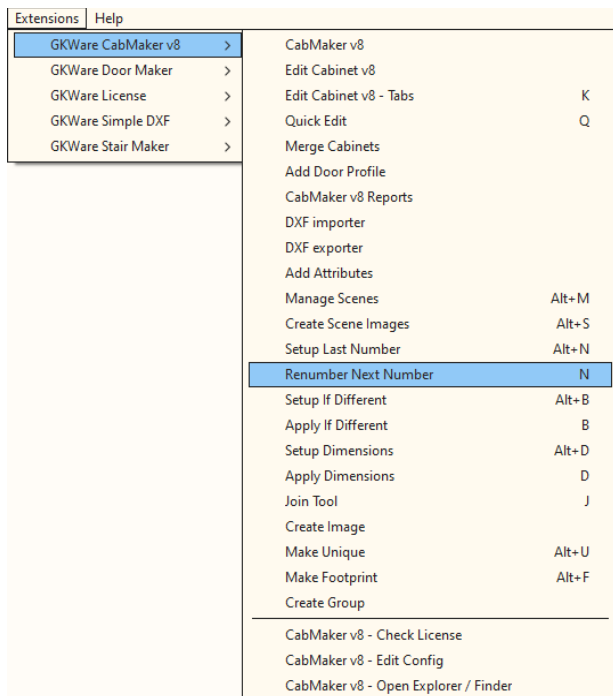 Extensions Help
GKWare CabMaker v8 >
GKWare Door Maker >
GKWare License >
GKWare Simple DXF >
GKWare Stair Maker >
CabMaker v8
Edit Cabinet v8
Edit Cabinet v8 - Tabs K
Quick Edit Q
Merge Cabinets
Add Door Profile
CabMaker v8 Reports
DXF importer
DXF exporter
Add Attributes
Manage Scenes Alt+M
Create Scene Images Alt+S
Setup Last Number Alt+N
Renumber Next Number N
Setup If Different Alt+B
Apply If Different B
Setup Dimensions Alt+D
Apply Dimensions D
Join Tool J
Create Image
Make Unique Alt+U
Make Footprint Alt+F
Create Group
CabMaker v8 - Check License
CabMaker v8 - Edit Config
CabMaker v8 - Open Explorer / Finder